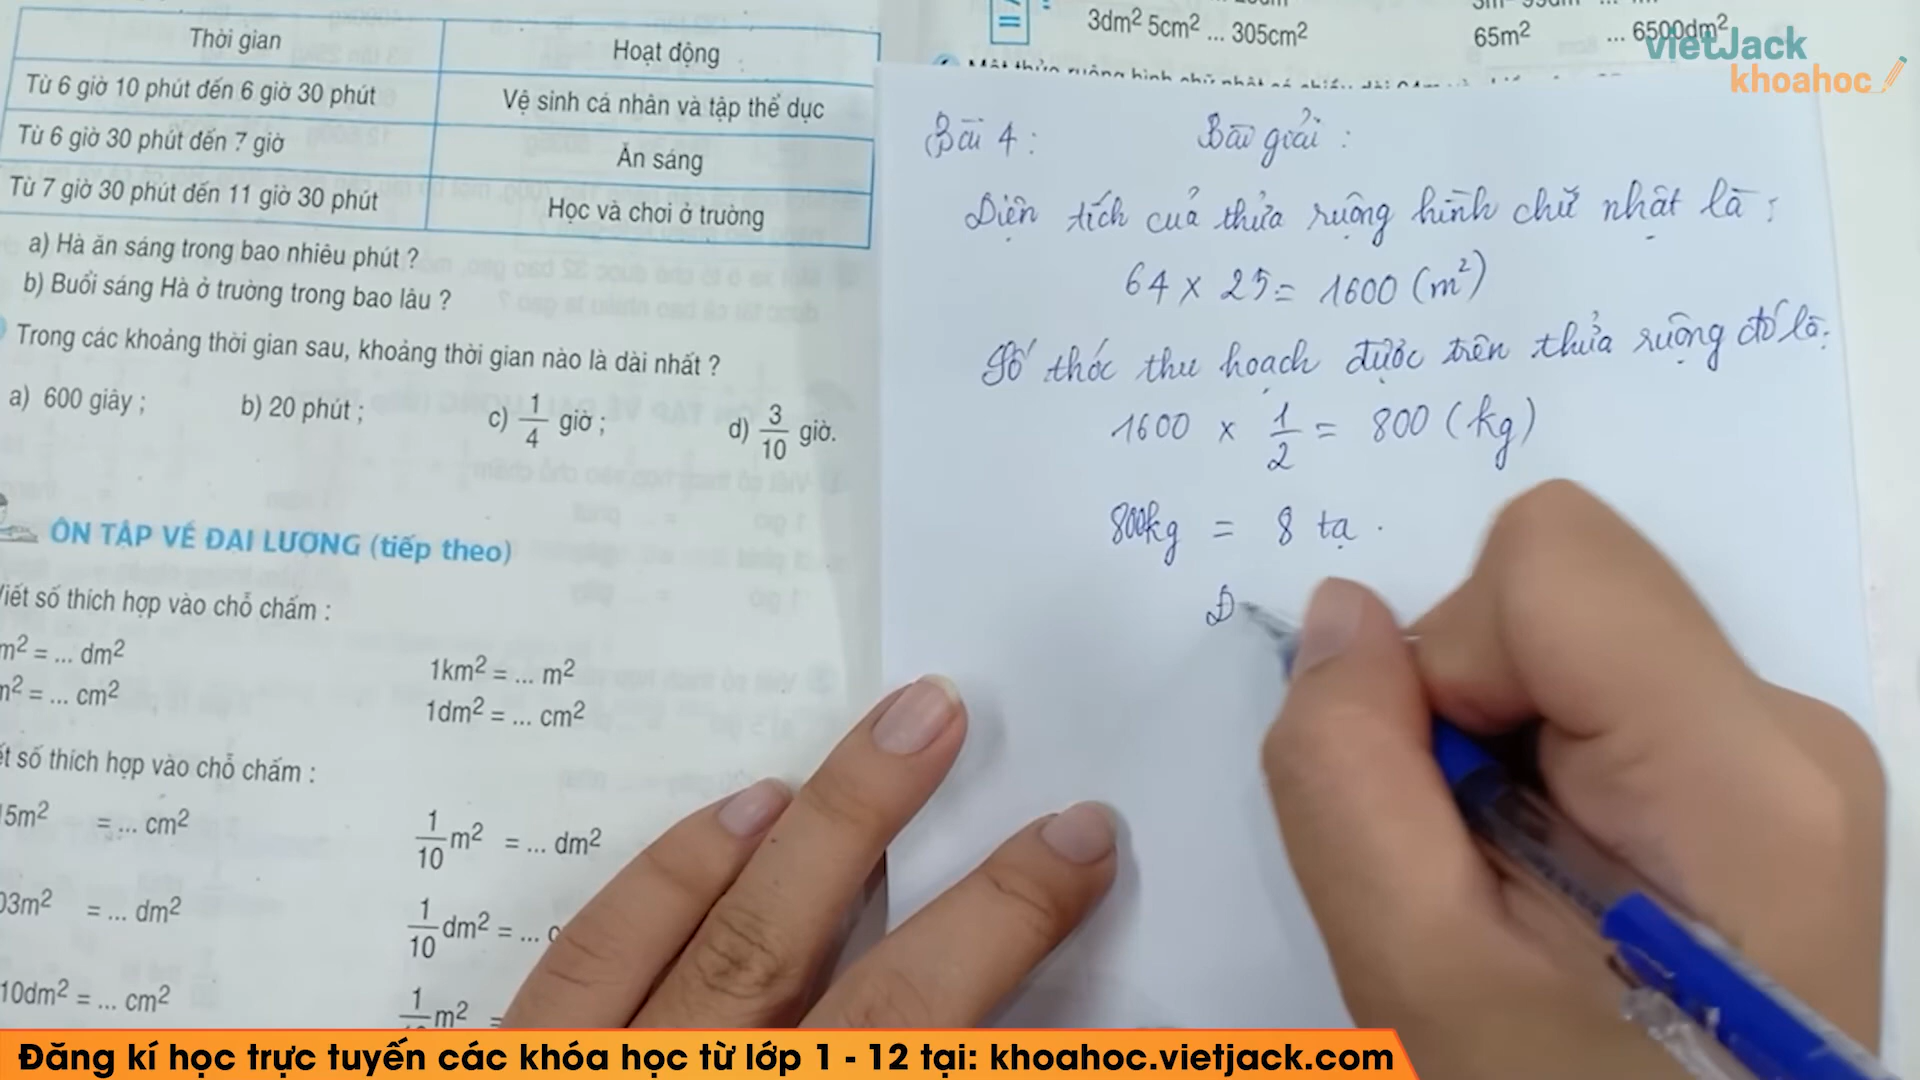 Thời gian
Hoạt động
Từ 6 giờ 10 phút đến 6 giờ 30 phút
Vệ sinh cá nhân và tập thể dục
Từ 6 giờ 30 phút đến 7 giờ
Ăn sáng
Từ 7 giờ 30 phút đến 11 giờ 30 phút
Học và chơi ở trường
a) Hà ăn sáng trong bao nhiêu phút ?
b) Buổi sáng Hà ở trường trong bao lâu ?
Trong các khoảng thời gian sau, khoảng thời gian nào là dài nhất ?
a) 600 giây ; b) 20 phút ; c) 1/4 giờ ; d) 3/10 giờ.
ÔN TẬP VỀ ĐẠI LƯỢNG (tiếp theo)
số thích hợp vào chỗ chấm :
m² = ... dm²
1km² = ... m²
= ... cm²
1dm² = ... cm²
số thích hợp vào chỗ chấm :
5m² = ... cm²
1/10 m² = ... dm²
3m² = ... dm²
1/10 dm² = ...
10dm² = ... cm²
m² =
3dm² 5cm² ... 305cm²
65m² ... 6500dm²
vietJack
khoahoc
Bài 4 : Bài giải :
Diện tích của thửa ruộng hình chữ nhật là :
64 x 25 = 1600 (m²)
Số thóc thu hoạch được trên thửa ruộng đó là:
1600 x 1/2 = 800 (kg)
800kg = 8 tạ .
Đ
Đăng kí học trực tuyến các khóa học từ lớp 1 - 12 tại: khoahoc.vietjack.com